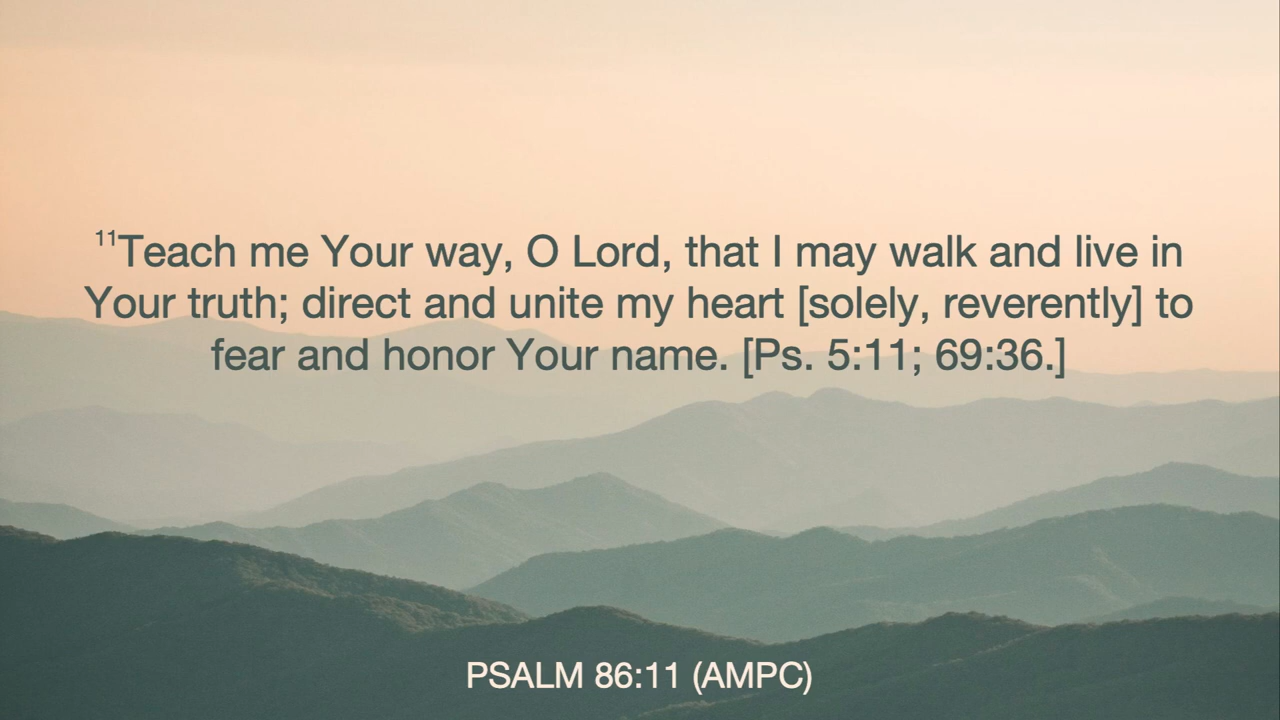 11Teach me Your way, O Lord, that I may walk and live in
Your truth; direct and unite my heart [solely, reverently] to
fear and honor Your name. [Ps. 5:11; 69:36.]
PSALM 86:11 (AMPC)